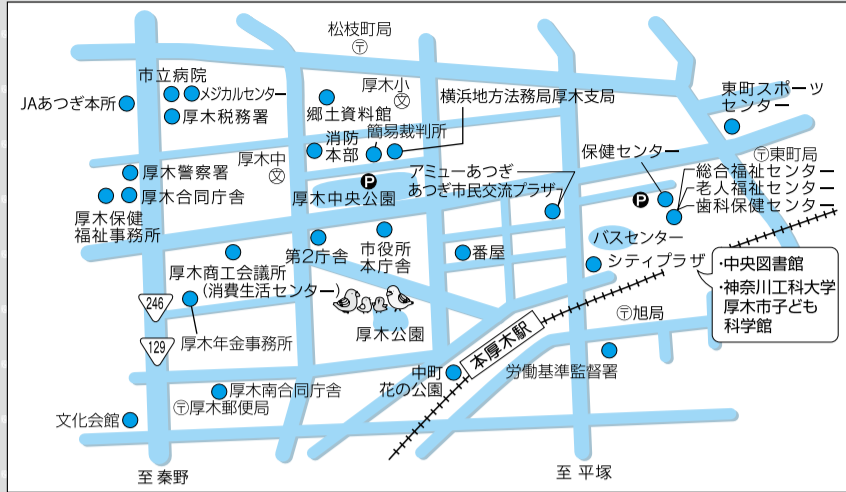 松枝町局
〒
市立病院
メジカルセンター
JAあつぎ本所
厚木税務署
厚木小
文
郷土資料館
横浜地方法務局厚木支局
東町スポーツ
センター
消防
本部
簡易裁判所
厚木中
文
保健センター
〒東町局
厚木警察署
アミューあつぎ
あつぎ市民交流プラザ
総合福祉センター
老人福祉センター
歯科保健センター
P
厚木中央公園
P
厚木合同庁舎
厚木保健
福祉事務所
第2庁舎
市役所
本庁舎
番屋
バスセンター
シティプラザ
・中央図書館
・神奈川工科大学
厚木市子ども
科学館
厚木商工会議所
(消費生活センター)
246
129
厚木年金事務所
厚木公園
本厚木駅
〒旭局
中町
花の公園
労働基準監督署
厚木南合同庁舎
〒厚木郵便局
文化会館
至 秦野
至 平塚